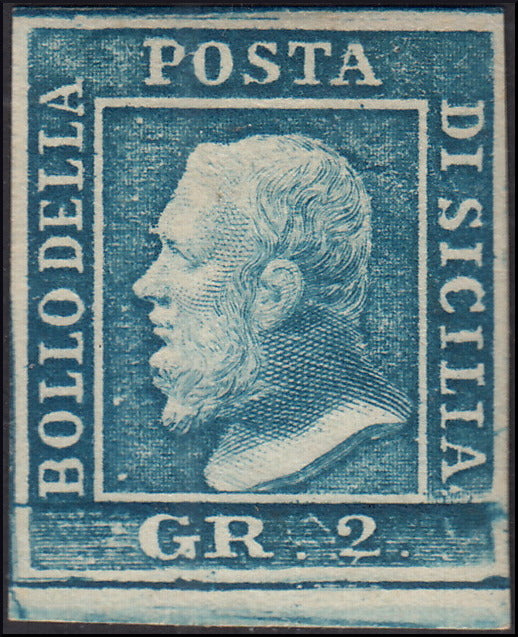 BOLLO DELLA
POSTA
DI SICILIA
GR. 2.